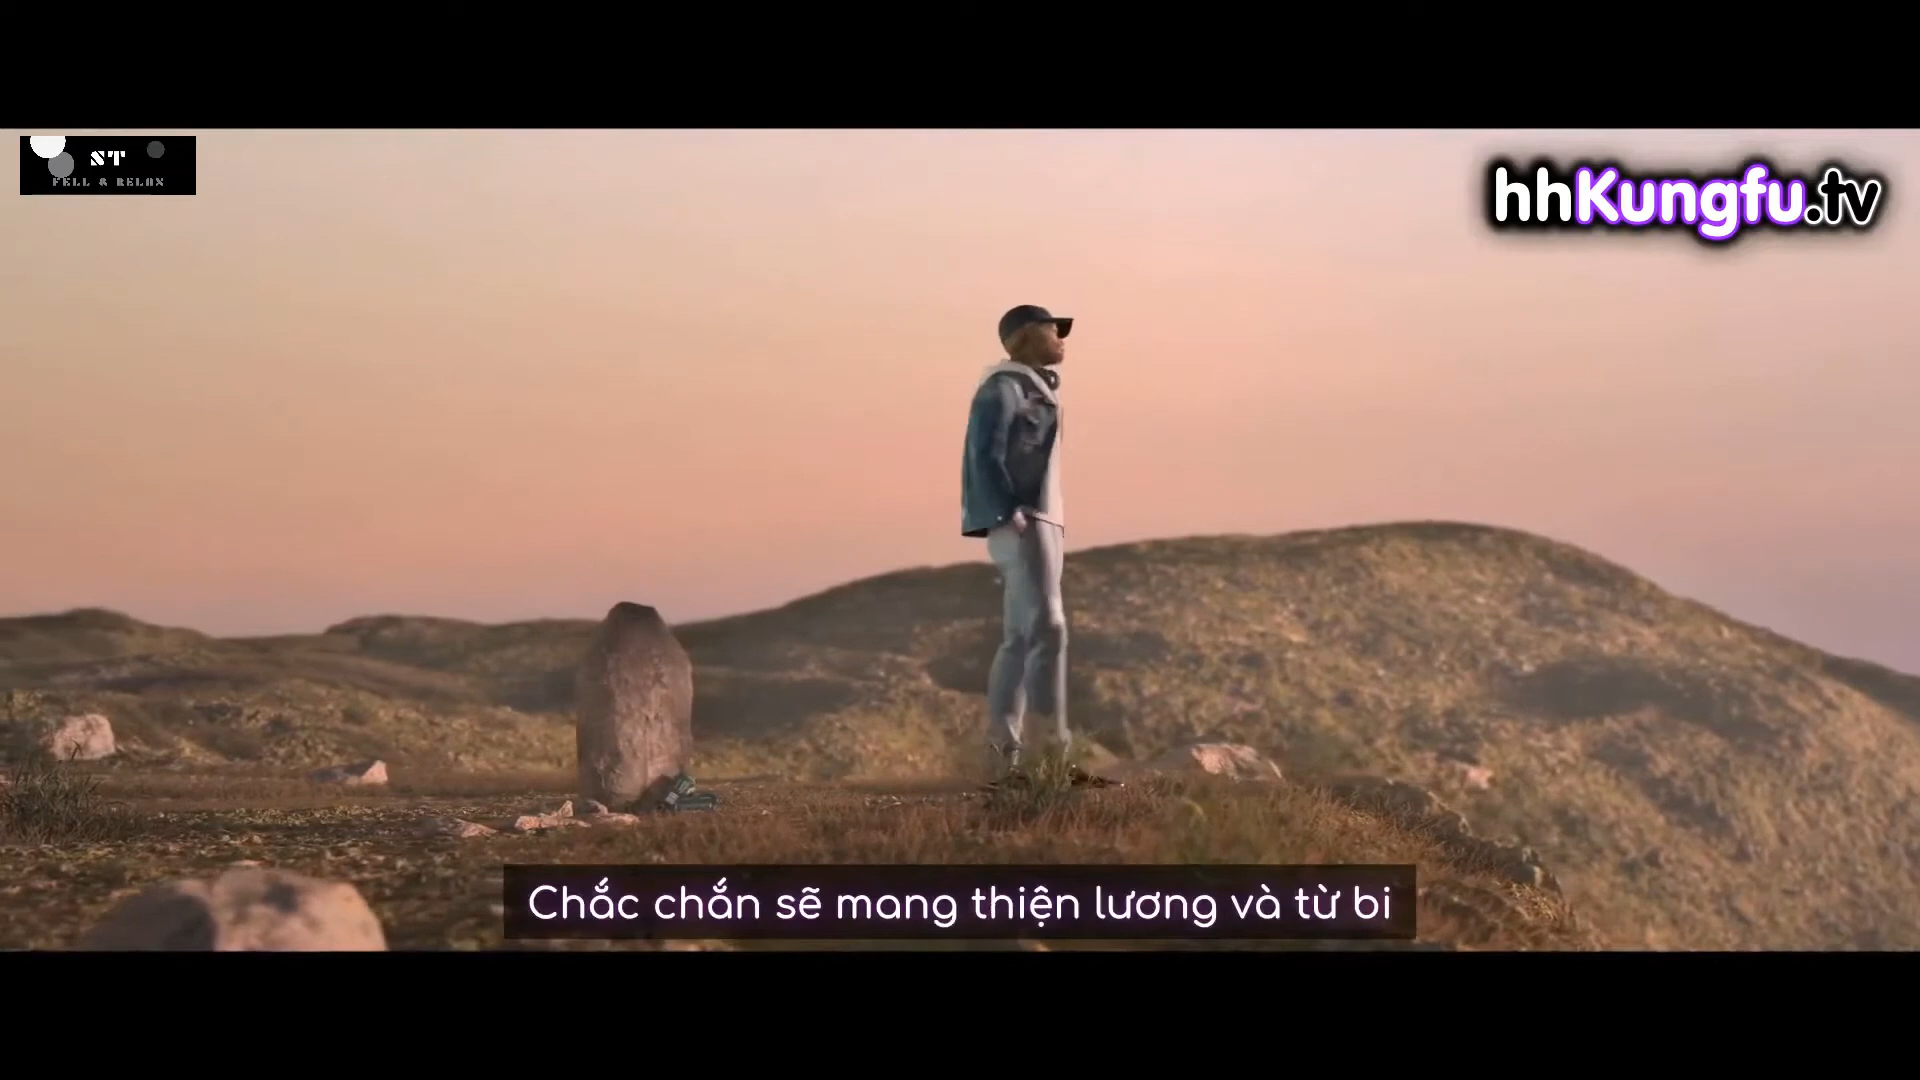 ST
FELL & RELAX
hhKungfu.tv
Chắc chắn sẽ mang thiện lương và từ bi